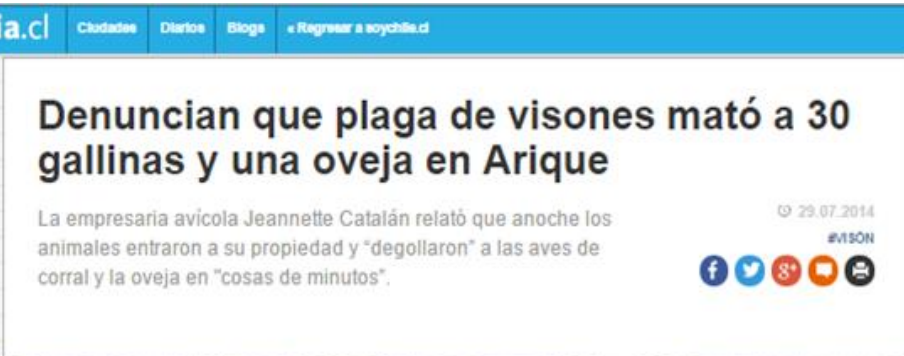 ia.cl Ciudades Diarios Blogs « Regresar a soychile.cl
Denuncian que plaga de visones mató a 30
gallinas y una oveja en Arique
La empresaria avícola Jeannette Catalán relató que anoche los
animales entraron a su propiedad y “degollaron” a las aves de
corral y la oveja en "cosas de minutos".
29.07.2014
#VISÓN